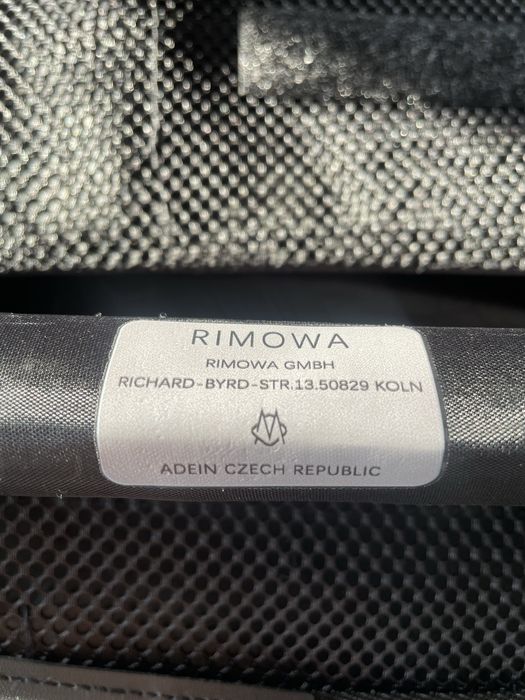 RIMOWA
RIMOWA GMBH
RICHARD-BYRD-STR.13.50829 KOLN
ADEIN CZECH REPUBLIC